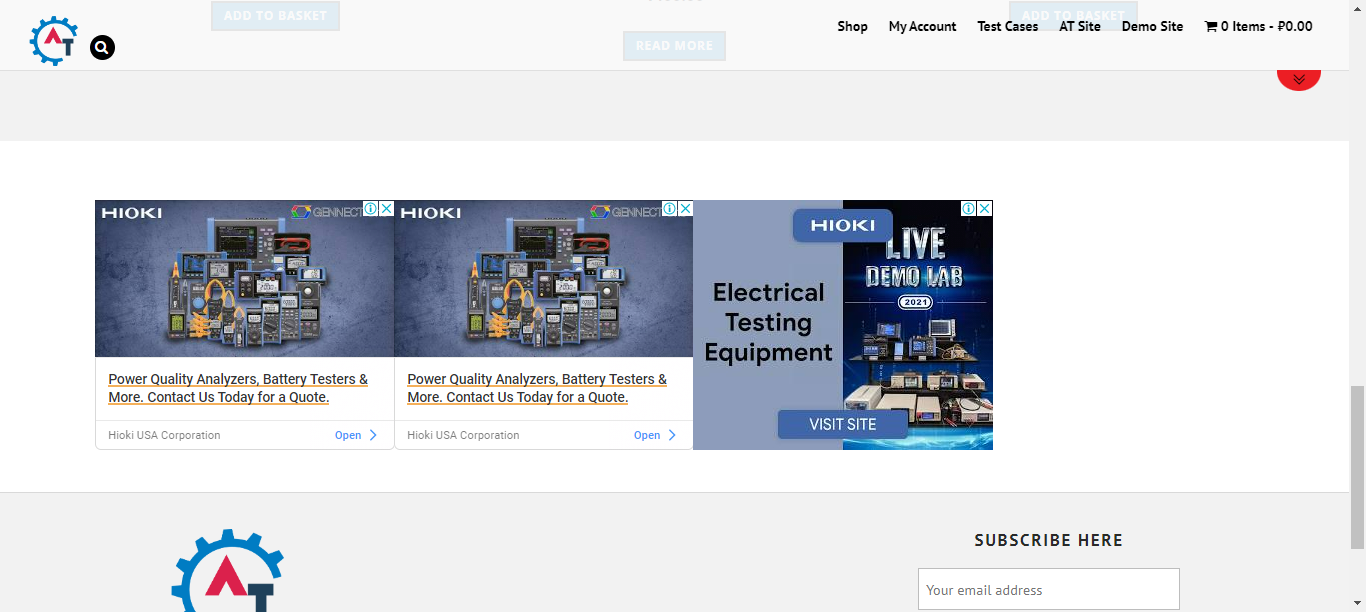 ADD TO BASKET
ADD TO BASKET
READ MORE
AT
Shop
My Account
Test Cases
AT Site
Demo Site
0 Items - ₽0.00
HIOKI
GENNECT
Power Quality Analyzers, Battery Testers &
More. Contact Us Today for a Quote.
Hioki USA Corporation
Open
HIOKI
GENNECT
Power Quality Analyzers, Battery Testers &
More. Contact Us Today for a Quote.
Hioki USA Corporation
Open
HIOKI
Electrical
Testing
Equipment
LIVE
DEMO LAB
2021
VISIT SITE
AT
SUBSCRIBE HERE
Your email address